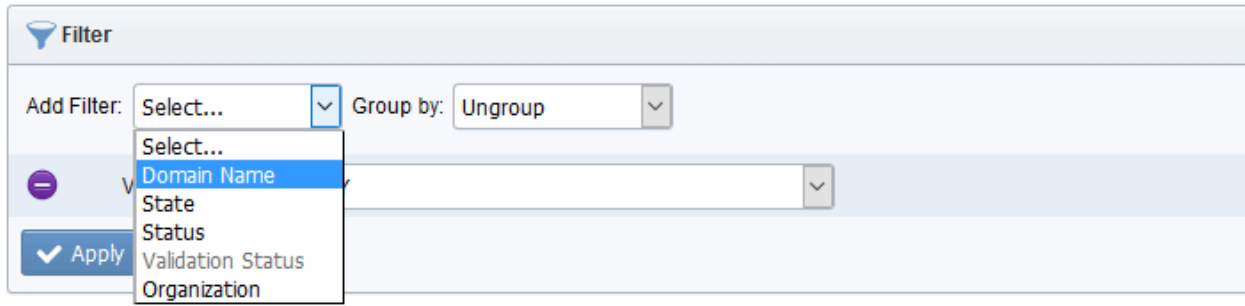 Filter
Add Filter: Select... Group by: Ungroup
Select...
Domain Name
State
Status
Validation Status
Organization
Apply